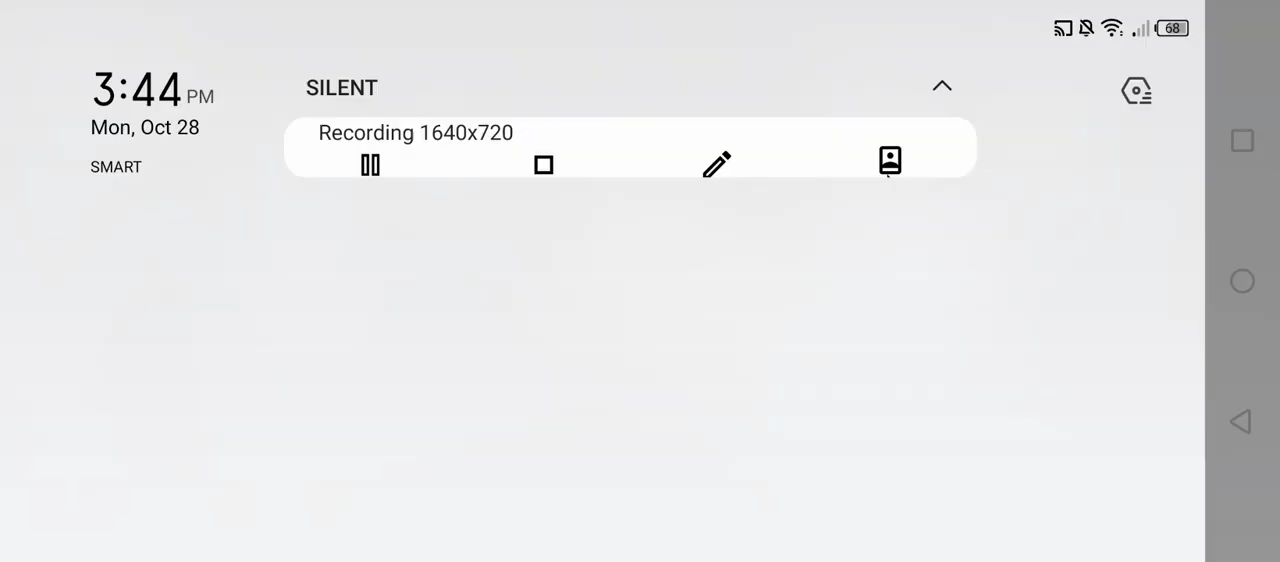 68
3:44 PM
SILENT
Mon, Oct 28
Recording 1640x720
SMART